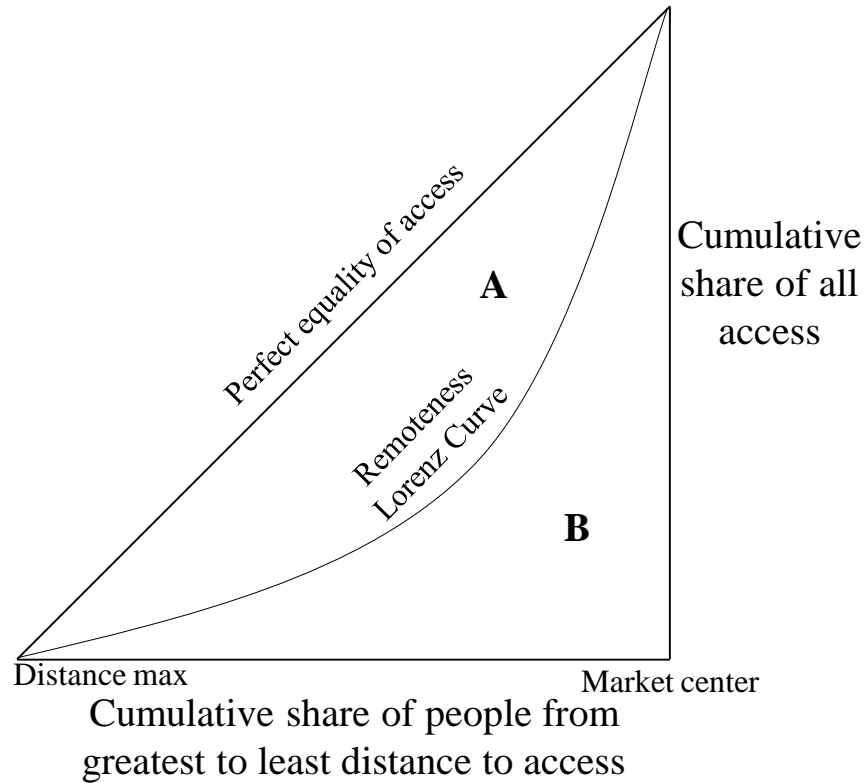 Perfect equality of access
A
Cumulative
share of all
access
Remoteness
Lorenz Curve
B
Distance max
Market center
Cumulative share of people from
greatest to least distance to access